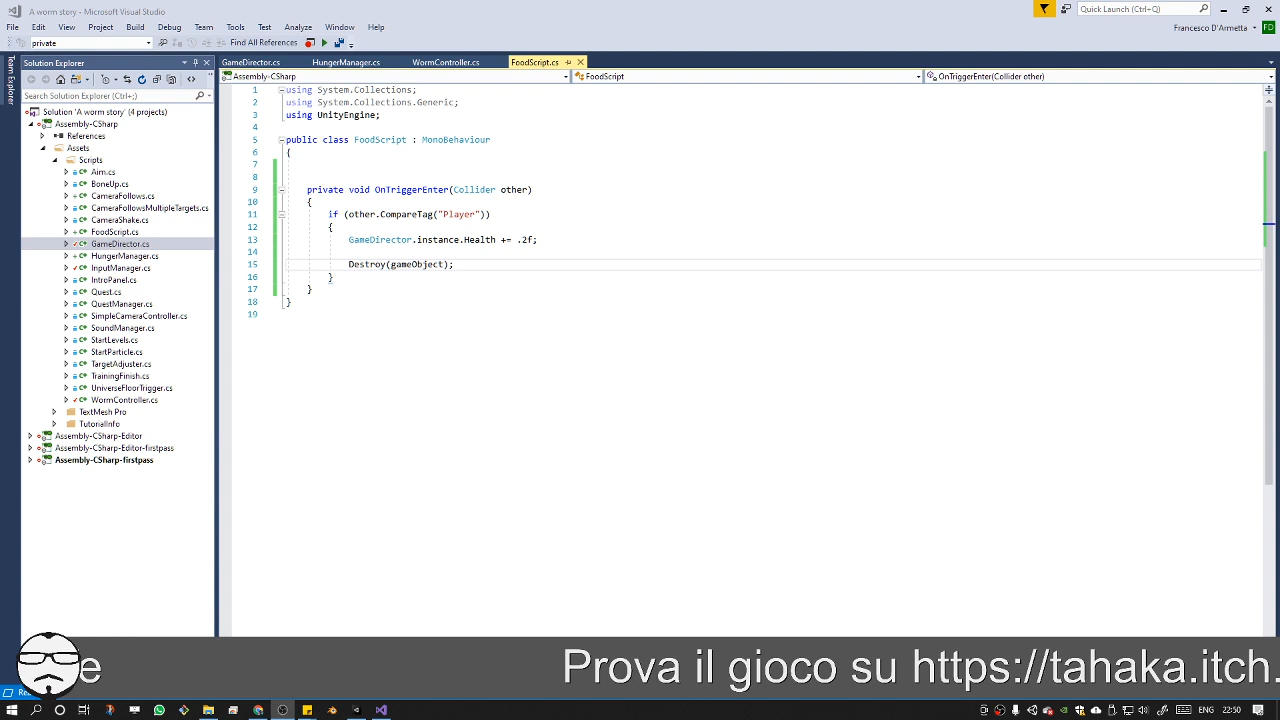 A worm story - Microsoft Visual Studio
Quick Launch (Ctrl+Q)
File Edit View Project Build Debug Team Tools Test Analyze Window Help
Francesco D'Armetta FD
private Find All References
Team Explorer
Solution Explorer
GameDirector.cs HungerManager.cs WormController.cs FoodScript.cs
Assembly-CSharp FoodScript OnTriggerEnter(Collider other)
Search Solution Explorer (Ctrl+;)
Solution 'A worm story' (4 projects)
Assembly-CSharp
References
Assets
Scripts
Aim.cs
BoneUp.cs
CameraFollows.cs
CameraFollowsMultipleTargets.cs
CameraShake.cs
FoodScript.cs
GameDirector.cs
HungerManager.cs
InputManager.cs
IntroPanel.cs
Quest.cs
QuestManager.cs
SimpleCameraController.cs
SoundManager.cs
StartLevels.cs
StartParticle.cs
TargetAdjuster.cs
TrainingFinish.cs
UniverseFloorTrigger.cs
WormController.cs
TextMesh Pro
TutorialInfo
Assembly-CSharp-Editor
Assembly-CSharp-Editor-firstpass
Assembly-CSharp-firstpass
1 using System.Collections;
2 using System.Collections.Generic;
3 using UnityEngine;
4
5 public class FoodScript : MonoBehaviour
6 {
7
8
9 private void OnTriggerEnter(Collider other)
10 {
11 if (other.CompareTag("Player"))
12 {
13 GameDirector.instance.Health += .2f;
14
15 Destroy(gameObject);
16 }
17 }
18 }
19
e Prova il gioco su https://tahaka.itch.
ENG 22:50